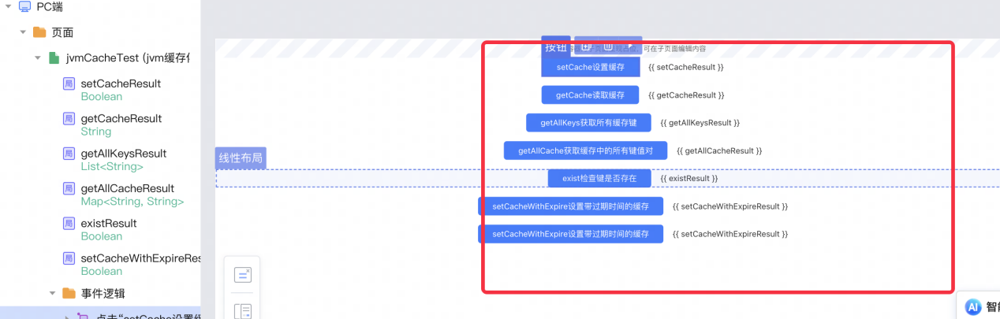 PC端
页面
jvmCacheTest (jvm缓存
局 setCacheResult
Boolean
局 getCacheResult
String
局 getAllKeysResult
List<String>
局 getAllCacheResult
Map<String, String>
局 existResult
Boolean
局 setCacheWithExpireRes
Boolean
事件逻辑
点击“setCache设置缓
按钮
可在子页面编辑内容
setCache设置缓存 {{ setCacheResult }}
getCache读取缓存 {{ getCacheResult }}
getAllKeys获取所有缓存键 {{ getAllKeysResult }}
getAllCache获取缓存中的所有键值对 {{ getAllCacheResult }}
线性布局
exist检查键是否存在 {{ existResult }}
setCacheWithExpire设置带过期时间的缓存 {{ setCacheWithExpireResult }}
setCacheWithExpire设置带过期时间的缓存 {{ setCacheWithExpireResult }}
AI 智能